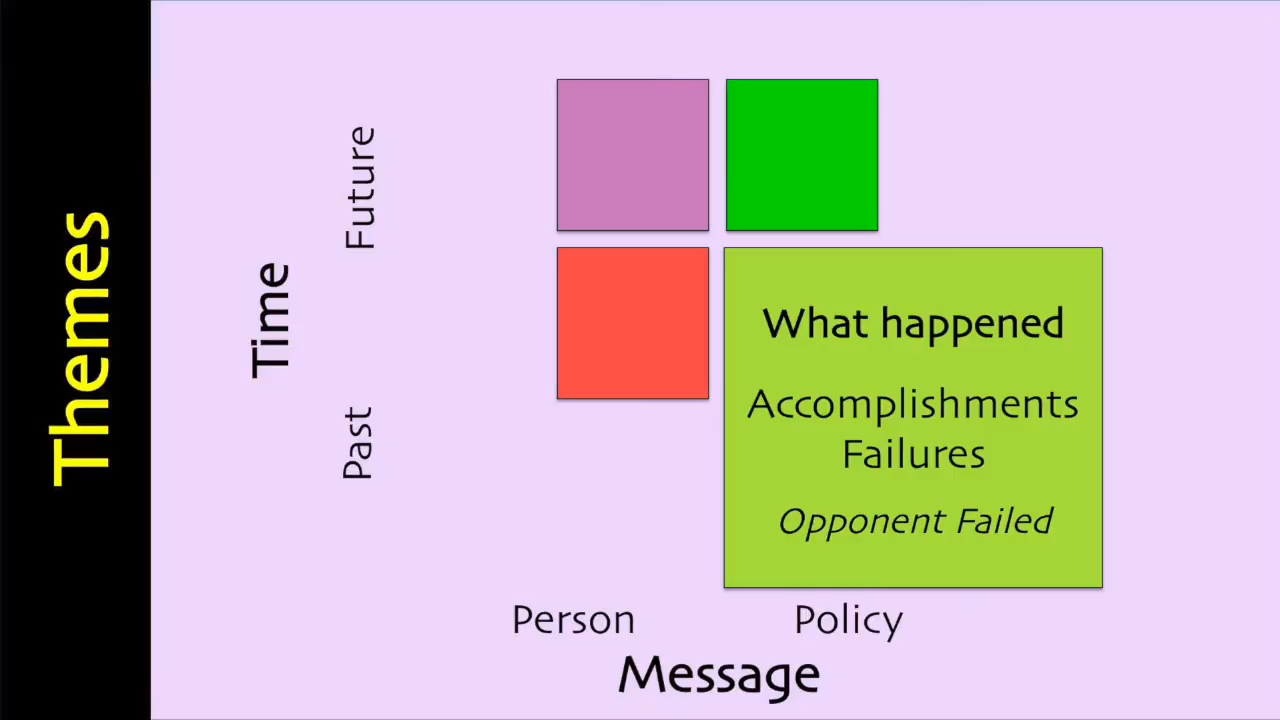 Themes
Time
Future
Past
What happened
Accomplishments
Failures
Opponent Failed
Person
Policy
Message